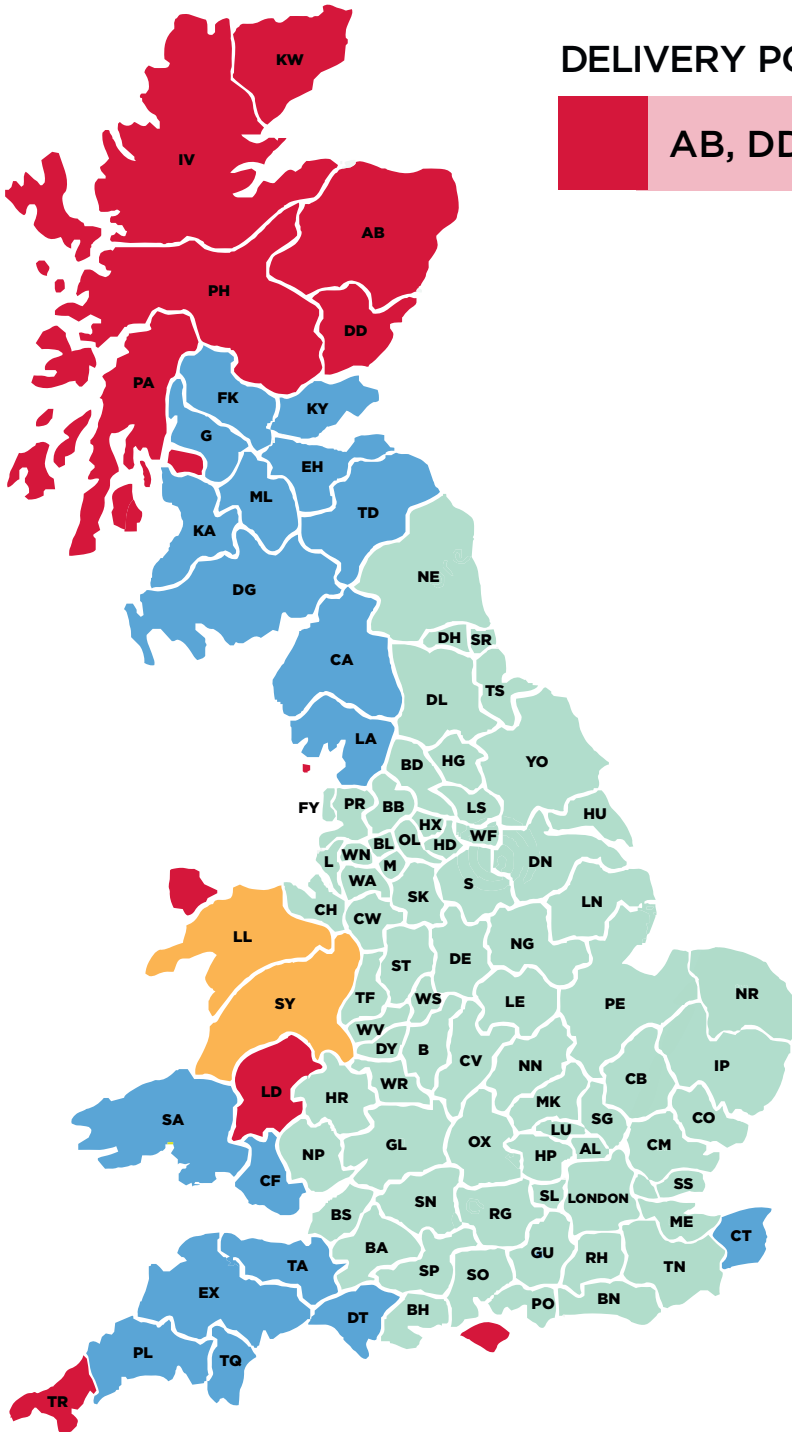 DELIVERY PO
AB, DD
KW
IV
AB
PH
DD
PA
FK
KY
G
EH
ML
TD
KA
NE
DG
DH SR
CA
TS
DL
LA
HG
YO
BD
FY PR BB LS
HU
HX
WF
BL OL HD
WN
L M
DN
WA
S
SK
LN
CH
CW
LL
NG
DE
ST
NR
TF WS
LE
PE
SY
WV
DY B
CV
NN
IP
CB
WR
LD
HR
MK
CO
SA
SG
LU
OX
GL
CM
AL
NP
HP
CF
SS
SL LONDON
SN
BS
RG
ME
CT
BA
GU
RH
TA
TN
SP
SO
EX
BN
PO
BH
DT
PL
TQ
TR